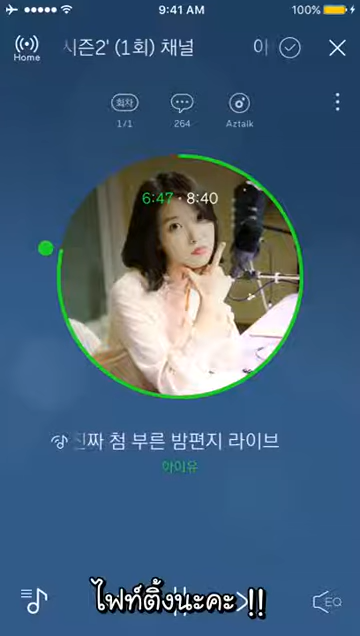 9:41 AM
100%
Home
시즌2' (1회) 채널
회차
1/1
264
Aztalk
6:47 · 8:40
진짜 첨 부른 밤편지 라이브
아이유
ไฟท์ติ้งนะคะ !!
EQ